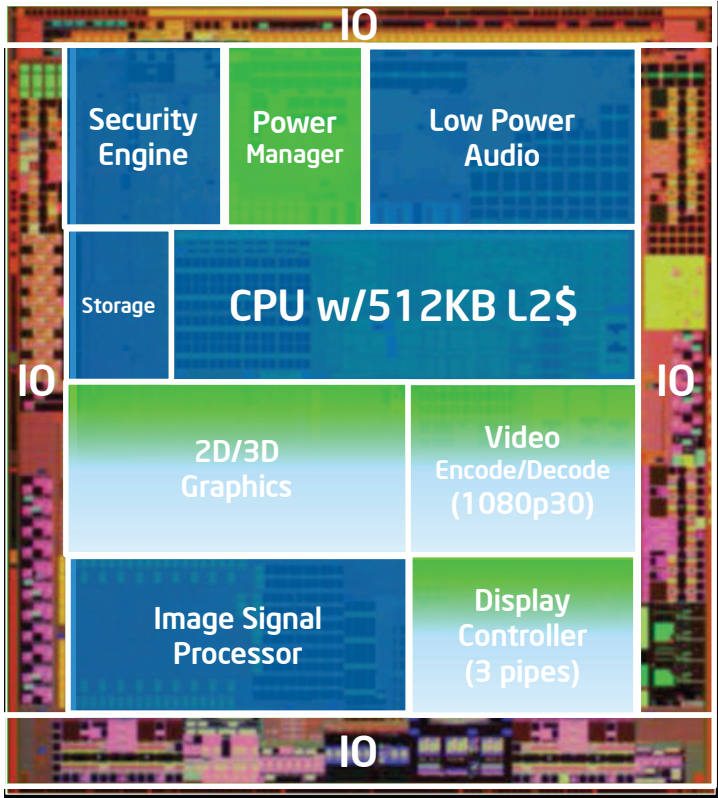 IO
Security
Engine
Power
Manager
Low Power
Audio
Storage
CPU w/512KB L2$
IO
IO
2D/3D
Graphics
Video
Encode/Decode
(1080p30)
Image Signal
Processor
Display
Controller
(3 pipes)
IO